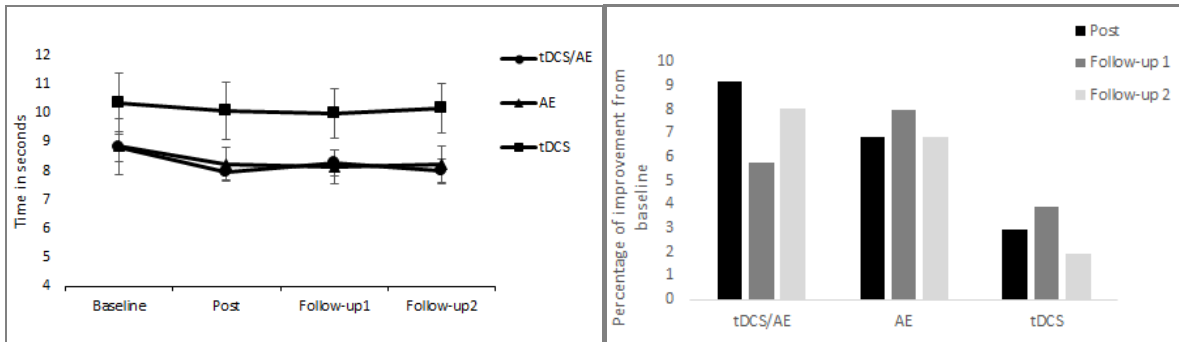 12
11
10
9
8
7
6
5
4
Time in seconds
Baseline Post Follow-up1 Follow-up2
tDCS/AE
AE
tDCS
10
9
8
7
6
5
4
3
2
1
0
Percentage of improvement from
baseline
tDCS/AE AE tDCS
Post
Follow-up 1
Follow-up 2